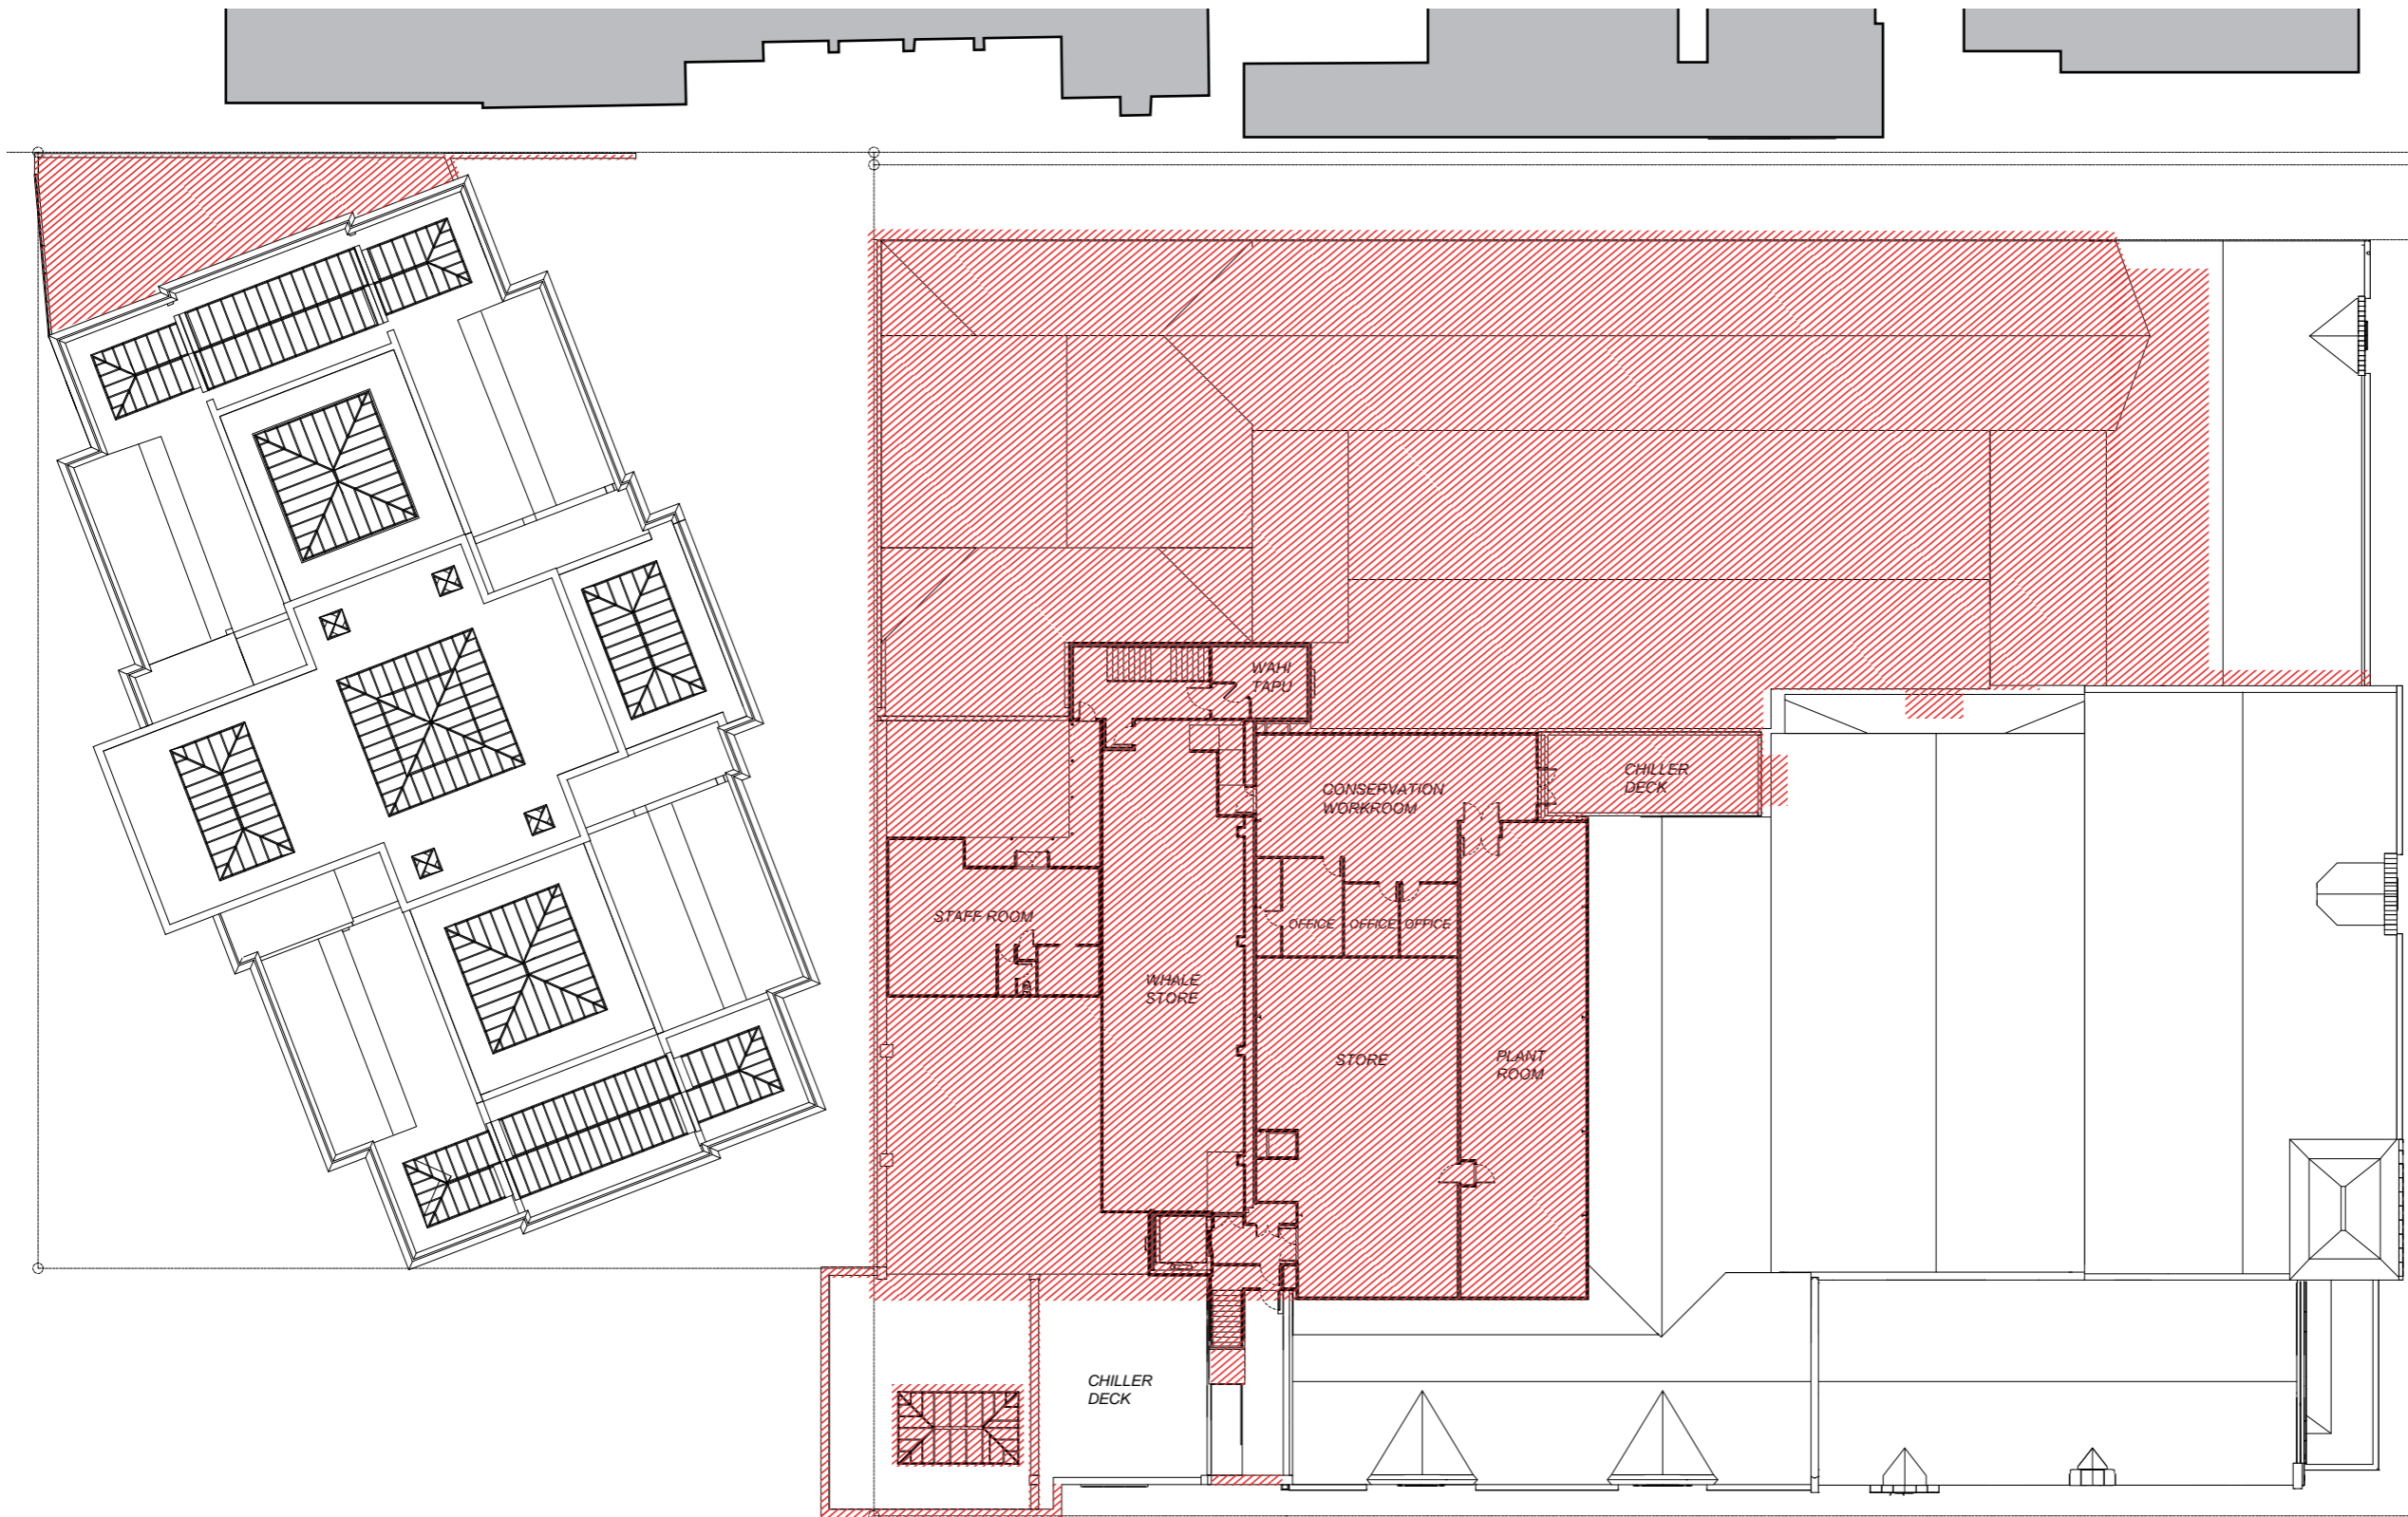 WAHI
TAPU
CHILLER
DECK
CONSERVATION
WORKROOM
STAFF ROOM
OFFICE
OFFICE
OFFICE
WHALE
STORE
STORE
PLANT
ROOM
CHILLER
DECK